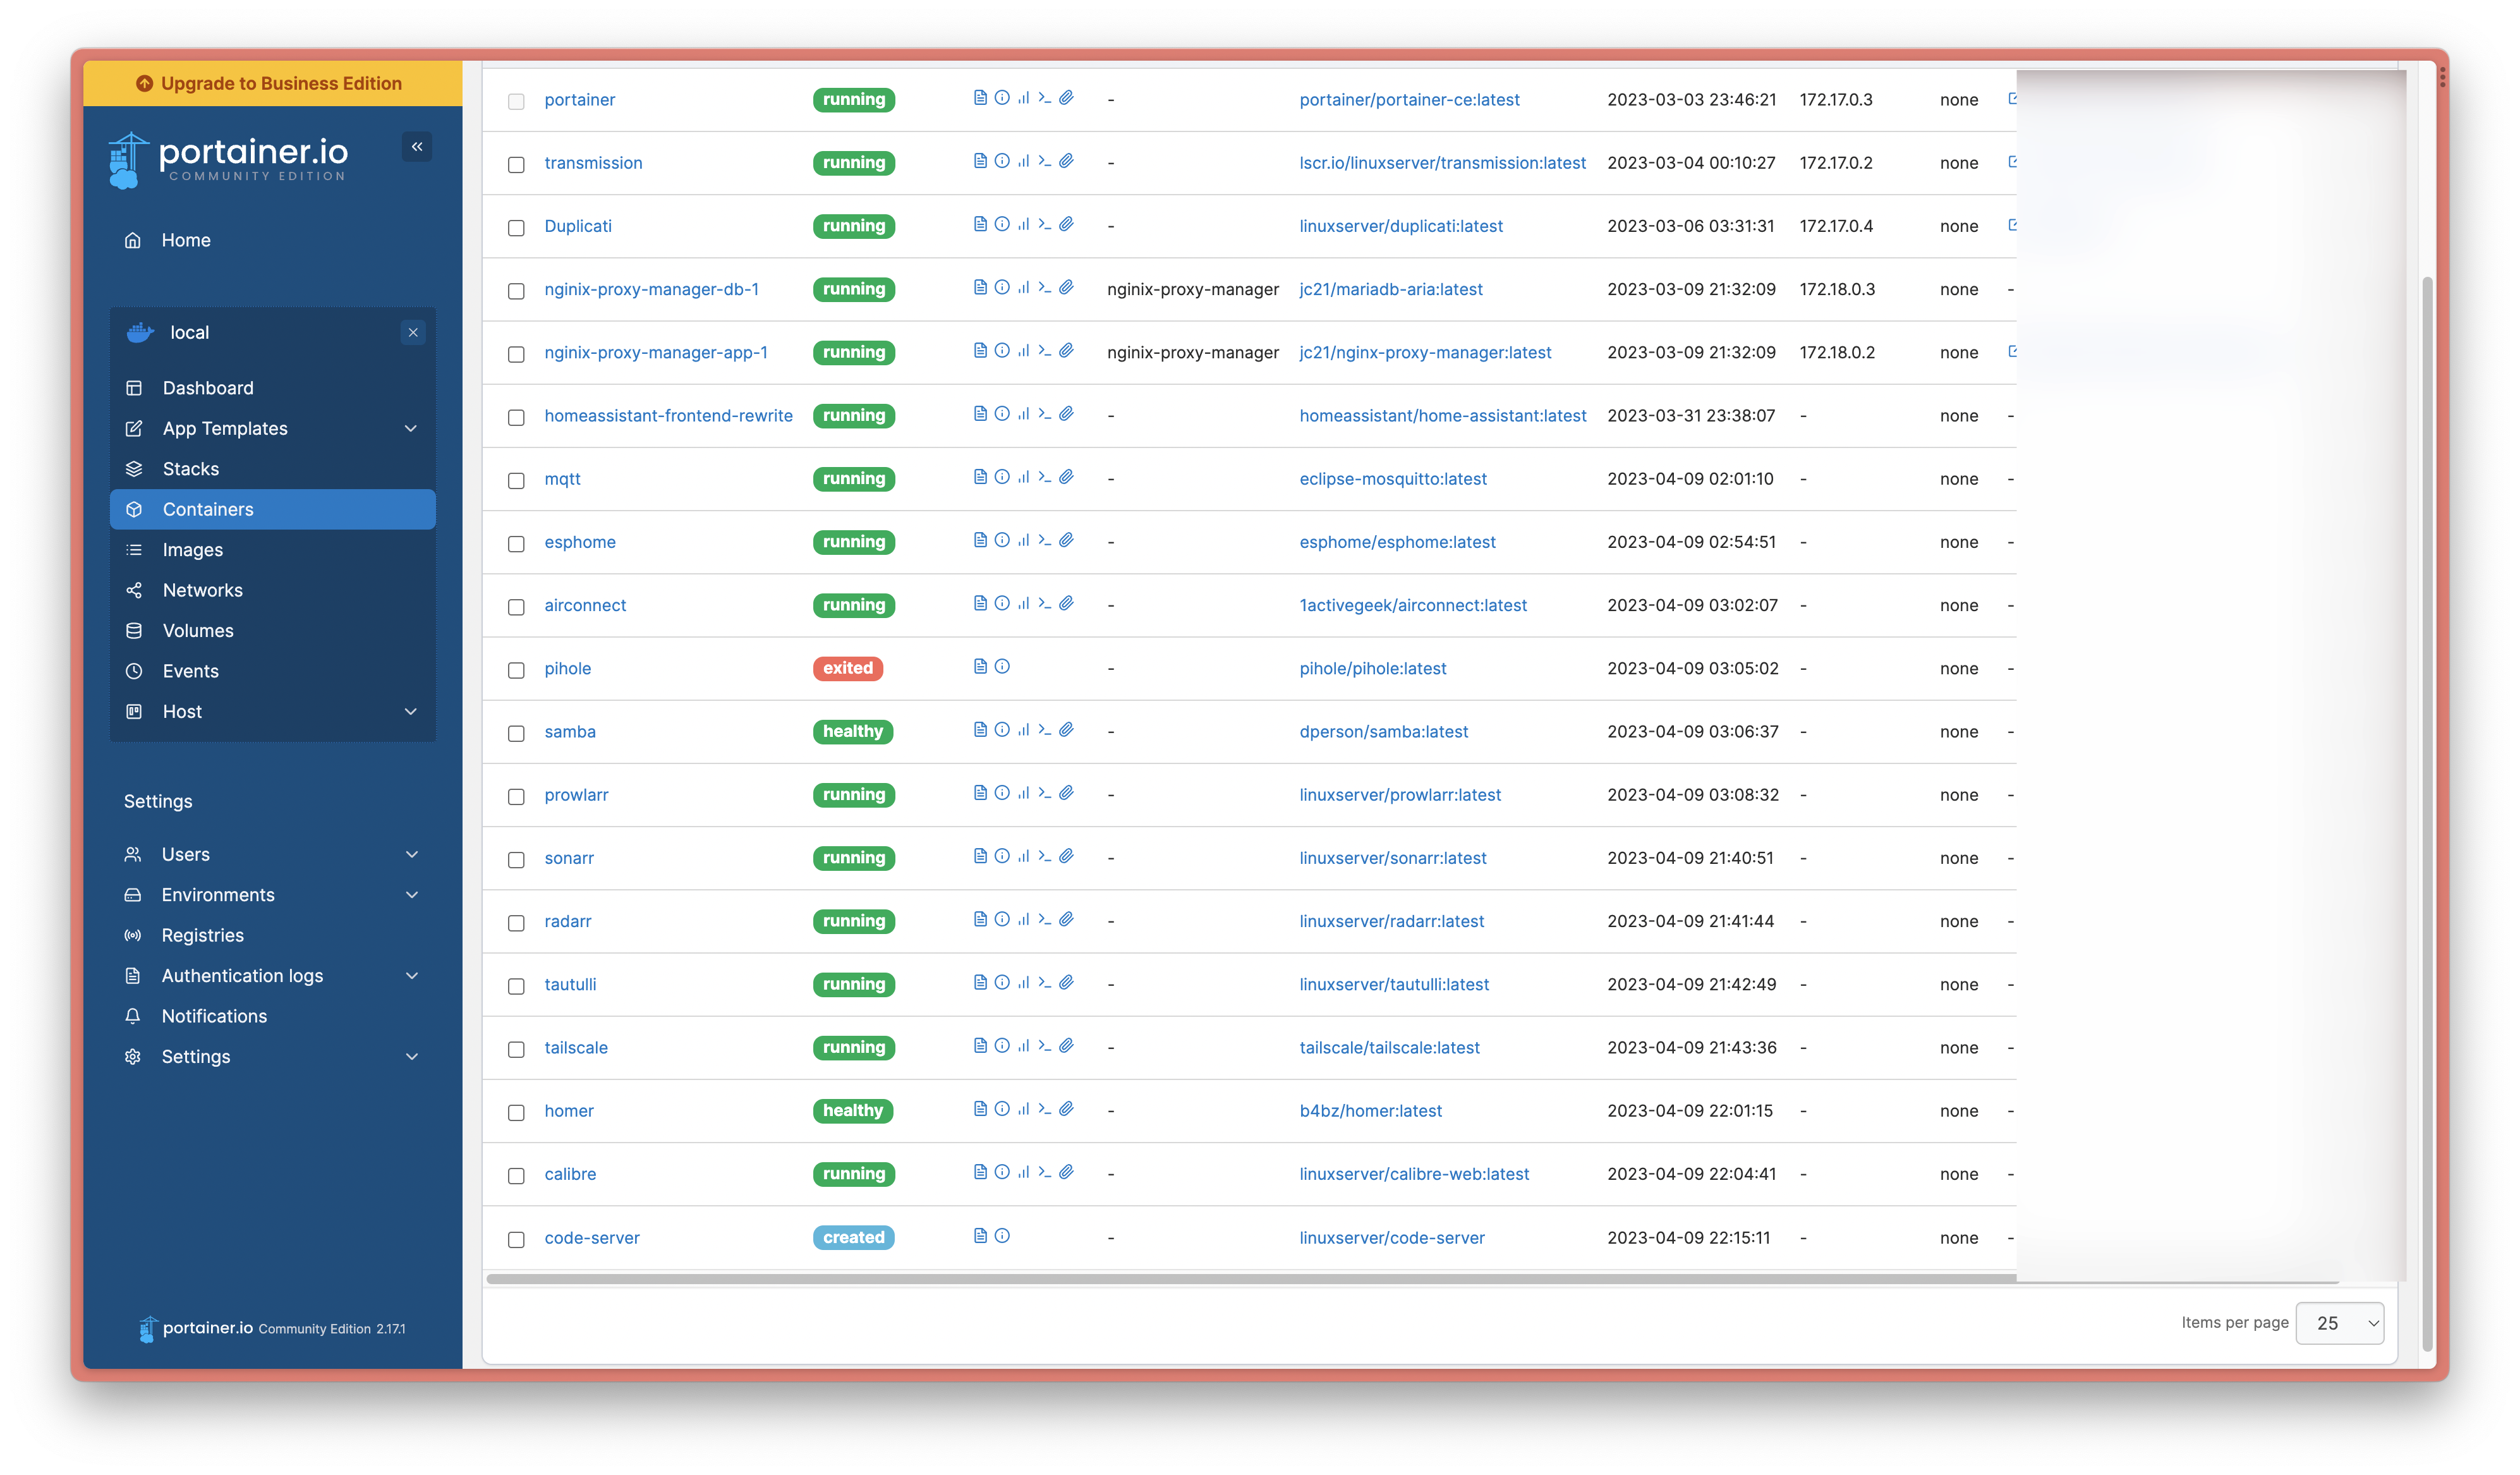 Upgrade to Business Edition
portainer.io
COMMUNITY EDITION
Home
local
Dashboard
App Templates
Stacks
Containers
Images
Networks
Volumes
Events
Host
Settings
Users
Environments
Registries
Authentication logs
Notifications
Settings
portainer.io Community Edition 2.17.1
portainer running - portainer/portainer-ce:latest 2023-03-03 23:46:21 172.17.0.3 none
transmission running - lscr.io/linuxserver/transmission:latest 2023-03-04 00:10:27 172.17.0.2 none
Duplicati running - linuxserver/duplicati:latest 2023-03-06 03:31:31 172.17.0.4 none
nginix-proxy-manager-db-1 running nginix-proxy-manager jc21/mariadb-aria:latest 2023-03-09 21:32:09 172.18.0.3 none -
nginix-proxy-manager-app-1 running nginix-proxy-manager jc21/nginx-proxy-manager:latest 2023-03-09 21:32:09 172.18.0.2 none
homeassistant-frontend-rewrite running - homeassistant/home-assistant:latest 2023-03-31 23:38:07 - none -
mqtt running - eclipse-mosquitto:latest 2023-04-09 02:01:10 - none -
esphome running - esphome/esphome:latest 2023-04-09 02:54:51 - none -
airconnect running - 1activegeek/airconnect:latest 2023-04-09 03:02:07 - none -
pihole exited - pihole/pihole:latest 2023-04-09 03:05:02 - none -
samba healthy - dperson/samba:latest 2023-04-09 03:06:37 - none -
prowlarr running - linuxserver/prowlarr:latest 2023-04-09 03:08:32 - none -
sonarr running - linuxserver/sonarr:latest 2023-04-09 21:40:51 - none -
radarr running - linuxserver/radarr:latest 2023-04-09 21:41:44 - none -
tautulli running - linuxserver/tautulli:latest 2023-04-09 21:42:49 - none -
tailscale running - tailscale/tailscale:latest 2023-04-09 21:43:36 - none -
homer healthy - b4bz/homer:latest 2023-04-09 22:01:15 - none -
calibre running - linuxserver/calibre-web:latest 2023-04-09 22:04:41 - none -
code-server created - linuxserver/code-server 2023-04-09 22:15:11 - none -
Items per page 25